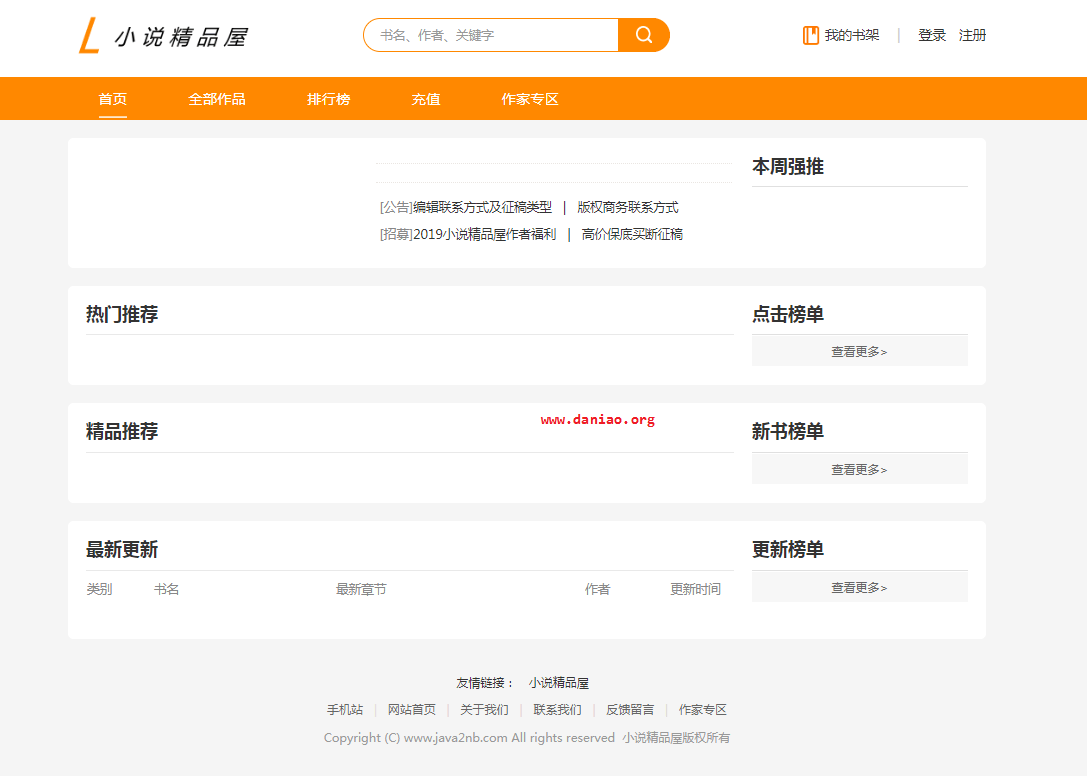 小说精品屋
书名、作者、关键字
我的书架 | 登录 注册
首页 全部作品 排行榜 充值 作家专区
本周强推
[公告]编辑联系方式及征稿类型 | 版权商务联系方式
[招募]2019小说精品屋作者福利 | 高价保底买断征稿
热门推荐
点击榜单
查看更多>
www.daniao.org
精品推荐
新书榜单
查看更多>
最新更新
更新榜单
类别 书名 最新章节 作者 更新时间
查看更多>
友情链接： 小说精品屋
手机站 | 网站首页 | 关于我们 | 联系我们 | 反馈留言 | 作家专区
Copyright (C) www.java2nb.com All rights reserved 小说精品屋版权所有